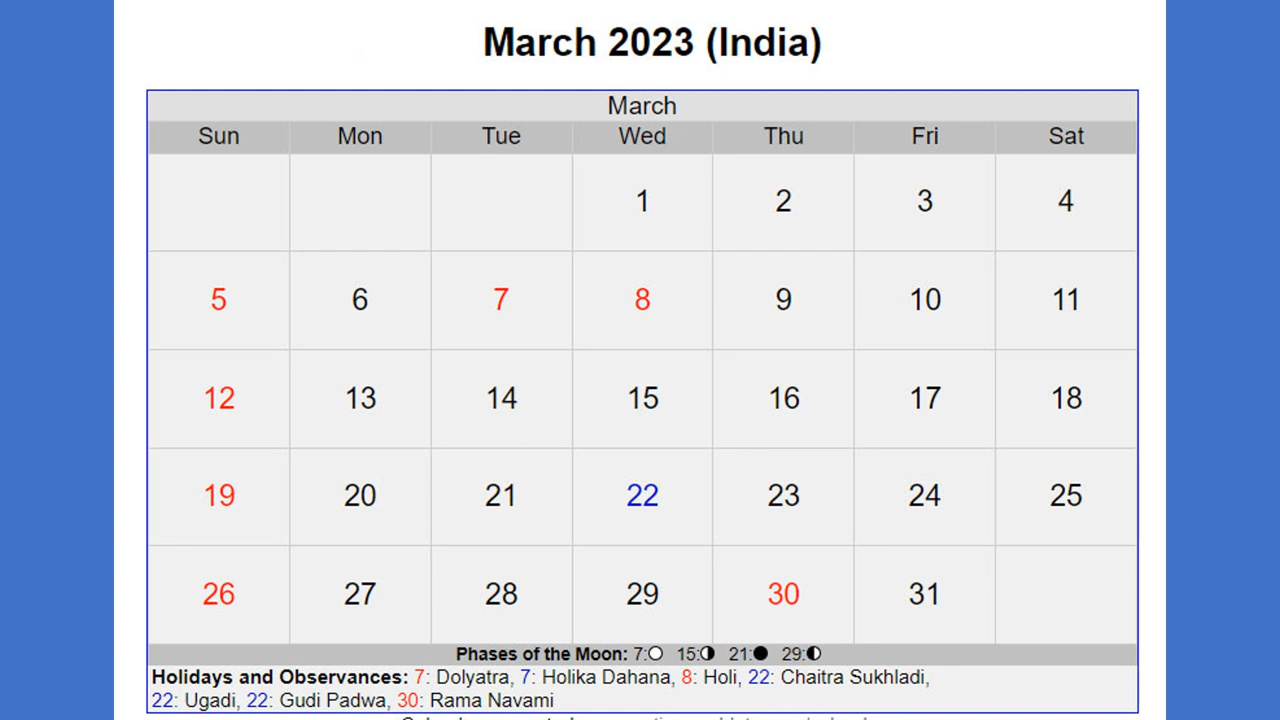 March 2023 (India)
March
Sun Mon Tue Wed Thu Fri Sat
1 2 3 4
5 6 7 8 9 10 11
12 13 14 15 16 17 18
19 20 21 22 23 24 25
26 27 28 29 30 31
Phases of the Moon: 7: 15: 21: 29:
Holidays and Observances: 7: Dolyatra, 7: Holika Dahana, 8: Holi, 22: Chaitra Sukhladi,
22: Ugadi, 22: Gudi Padwa, 30: Rama Navami